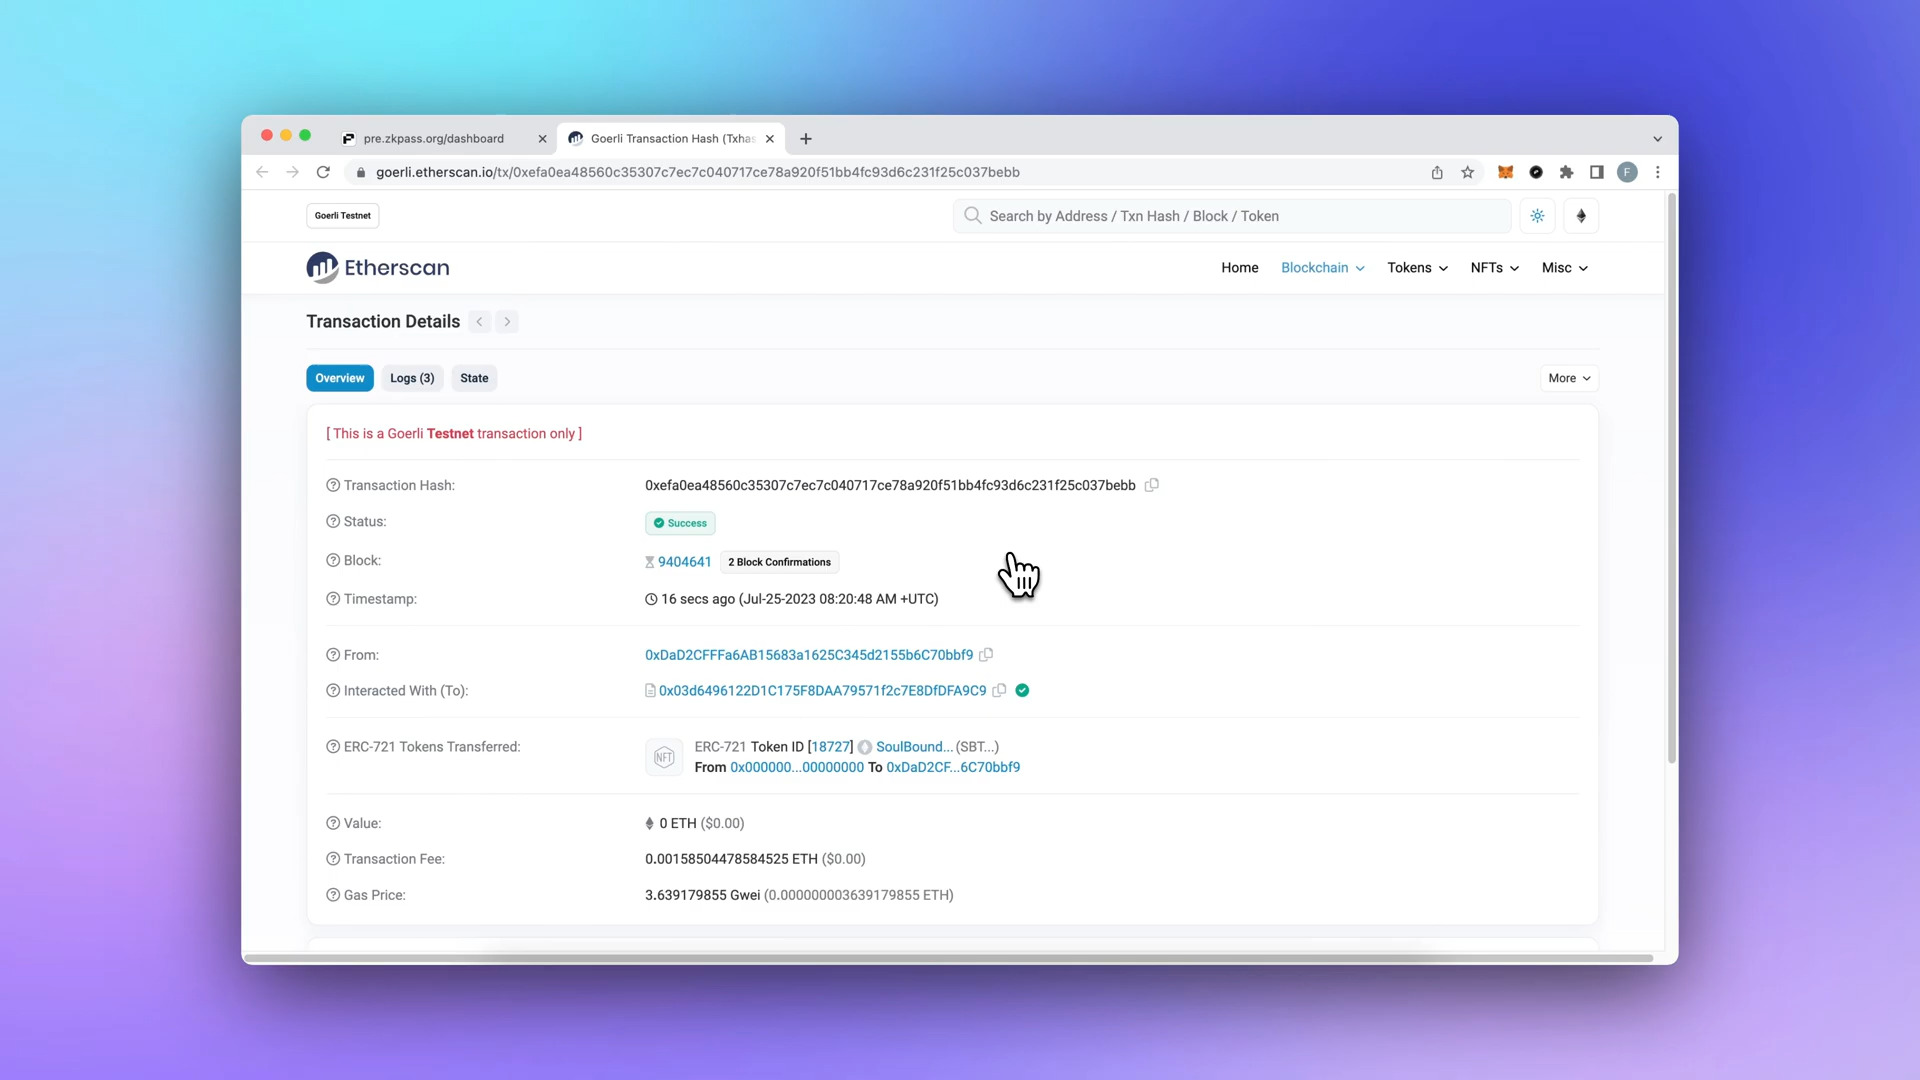 pre.zkpass.org/dashboard
Goerli Transaction Hash (Txhas
goerli.etherscan.io/tx/0xefa0ea48560c35307c7ec7c040717ce78a920f51bb4fc93d6c231f25c037bebb
F
Goerli Testnet
Search by Address / Txn Hash / Block / Token
Etherscan
Home Blockchain Tokens NFTs Misc
Transaction Details
Overview Logs (3) State
More
[ This is a Goerli Testnet transaction only ]
Transaction Hash: 0xefa0ea48560c35307c7ec7c040717ce78a920f51bb4fc93d6c231f25c037bebb
Status: Success
Block: 9404641 2 Block Confirmations
Timestamp: 16 secs ago (Jul-25-2023 08:20:48 AM +UTC)
From: 0xDaD2CFFFa6AB15683a1625C345d2155b6C70bbf9
Interacted With (To): 0x03d6496122D1C175F8DAA79571f2c7E8DfDFA9C9
ERC-721 Tokens Transferred: NFT ERC-721 Token ID [18727] SoulBound... (SBT...)
From 0x000000...00000000 To 0xDaD2CF...6C70bbf9
Value: 0 ETH ($0.00)
Transaction Fee: 0.00158504478584525 ETH ($0.00)
Gas Price: 3.639179855 Gwei (0.000000003639179855 ETH)